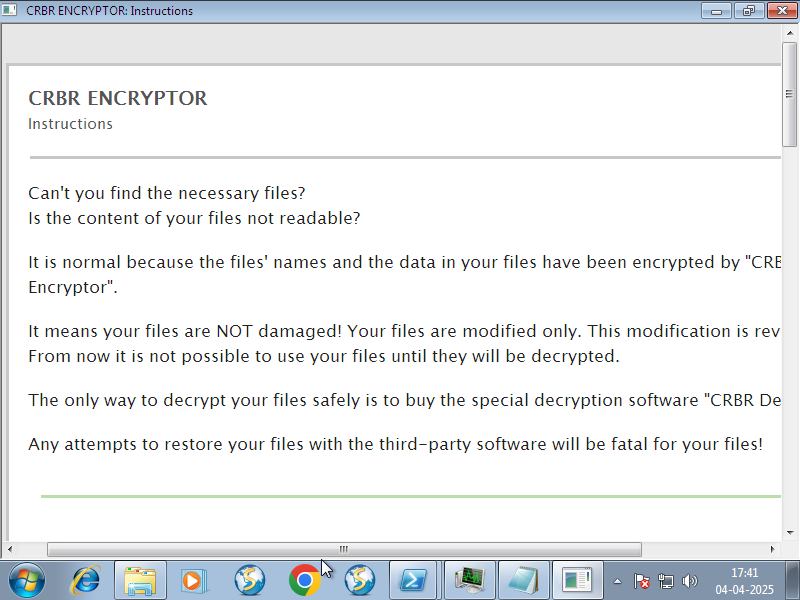 CRBR ENCRYPTOR: Instructions
CRBR ENCRYPTOR
Instructions
Can't you find the necessary files?
Is the content of your files not readable?
It is normal because the files' names and the data in your files have been encrypted by "CRB
Encryptor".
It means your files are NOT damaged! Your files are modified only. This modification is rev
From now it is not possible to use your files until they will be decrypted.
The only way to decrypt your files safely is to buy the special decryption software "CRBR De
Any attempts to restore your files with the third-party software will be fatal for your files!
17:41
04-04-2025